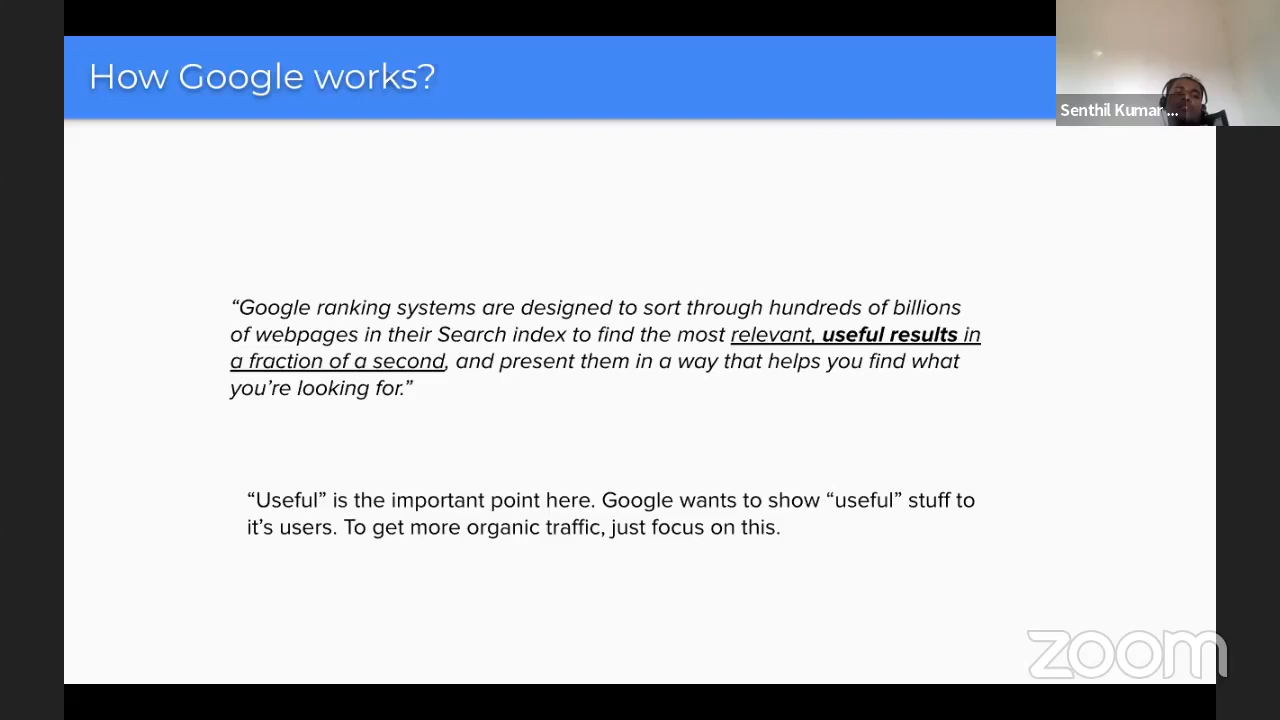 How Google works?
Senthil Kumar ...
“Google ranking systems are designed to sort through hundreds of billions
of webpages in their Search index to find the most relevant, useful results in
a fraction of a second, and present them in a way that helps you find what
you’re looking for.”
“Useful” is the important point here. Google wants to show “useful” stuff to
it’s users. To get more organic traffic, just focus on this.
zoom